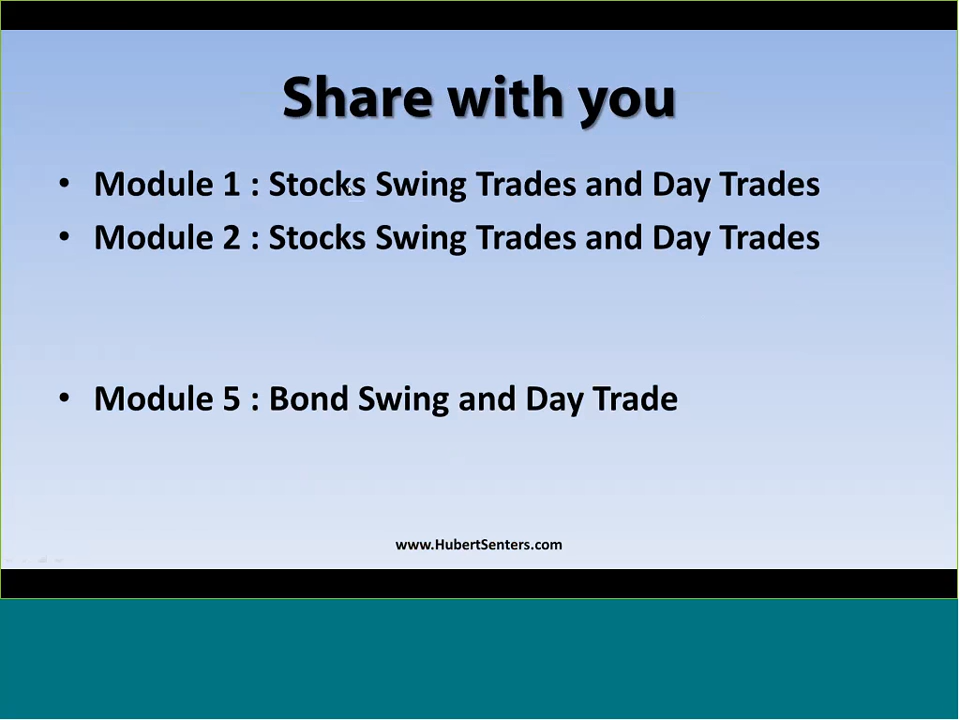 Share with you
• Module 1 : Stocks Swing Trades and Day Trades
• Module 2 : Stocks Swing Trades and Day Trades
• Module 5 : Bond Swing and Day Trade
www.HubertSenters.com